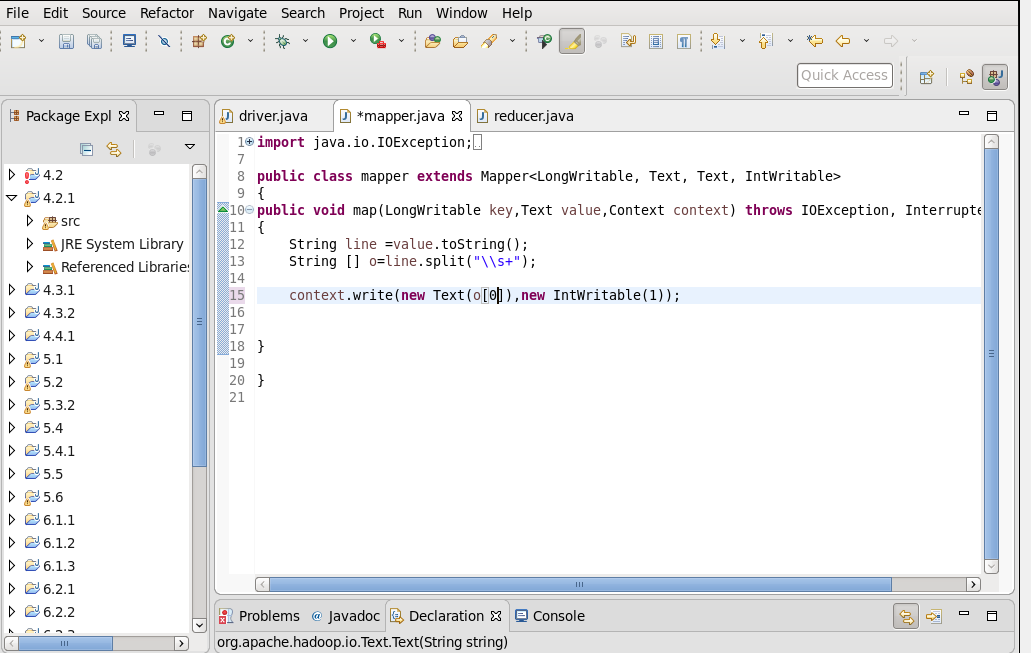 File Edit Source Refactor Navigate Search Project Run Window Help
Quick Access
Package Expl
driver.java *mapper.java reducer.java
4.2
4.2.1
src
JRE System Library
Referenced Librarie
4.3.1
4.3.2
4.4.1
5.1
5.2
5.3.2
5.4
5.4.1
5.5
5.6
6.1.1
6.1.2
6.1.3
6.2.1
6.2.2
1 import java.io.IOException;
7
8 public class mapper extends Mapper<LongWritable, Text, Text, IntWritable>
9 {
10 public void map(LongWritable key,Text value,Context context) throws IOException, Interrupte
11 {
12 String line =value.toString();
13 String [] o=line.split("\\s+");
14
15 context.write(new Text(o[0]),new IntWritable(1));
16
17
18 }
19
20 }
21
Problems @ Javadoc Declaration Console
org.apache.hadoop.io.Text.Text(String string)